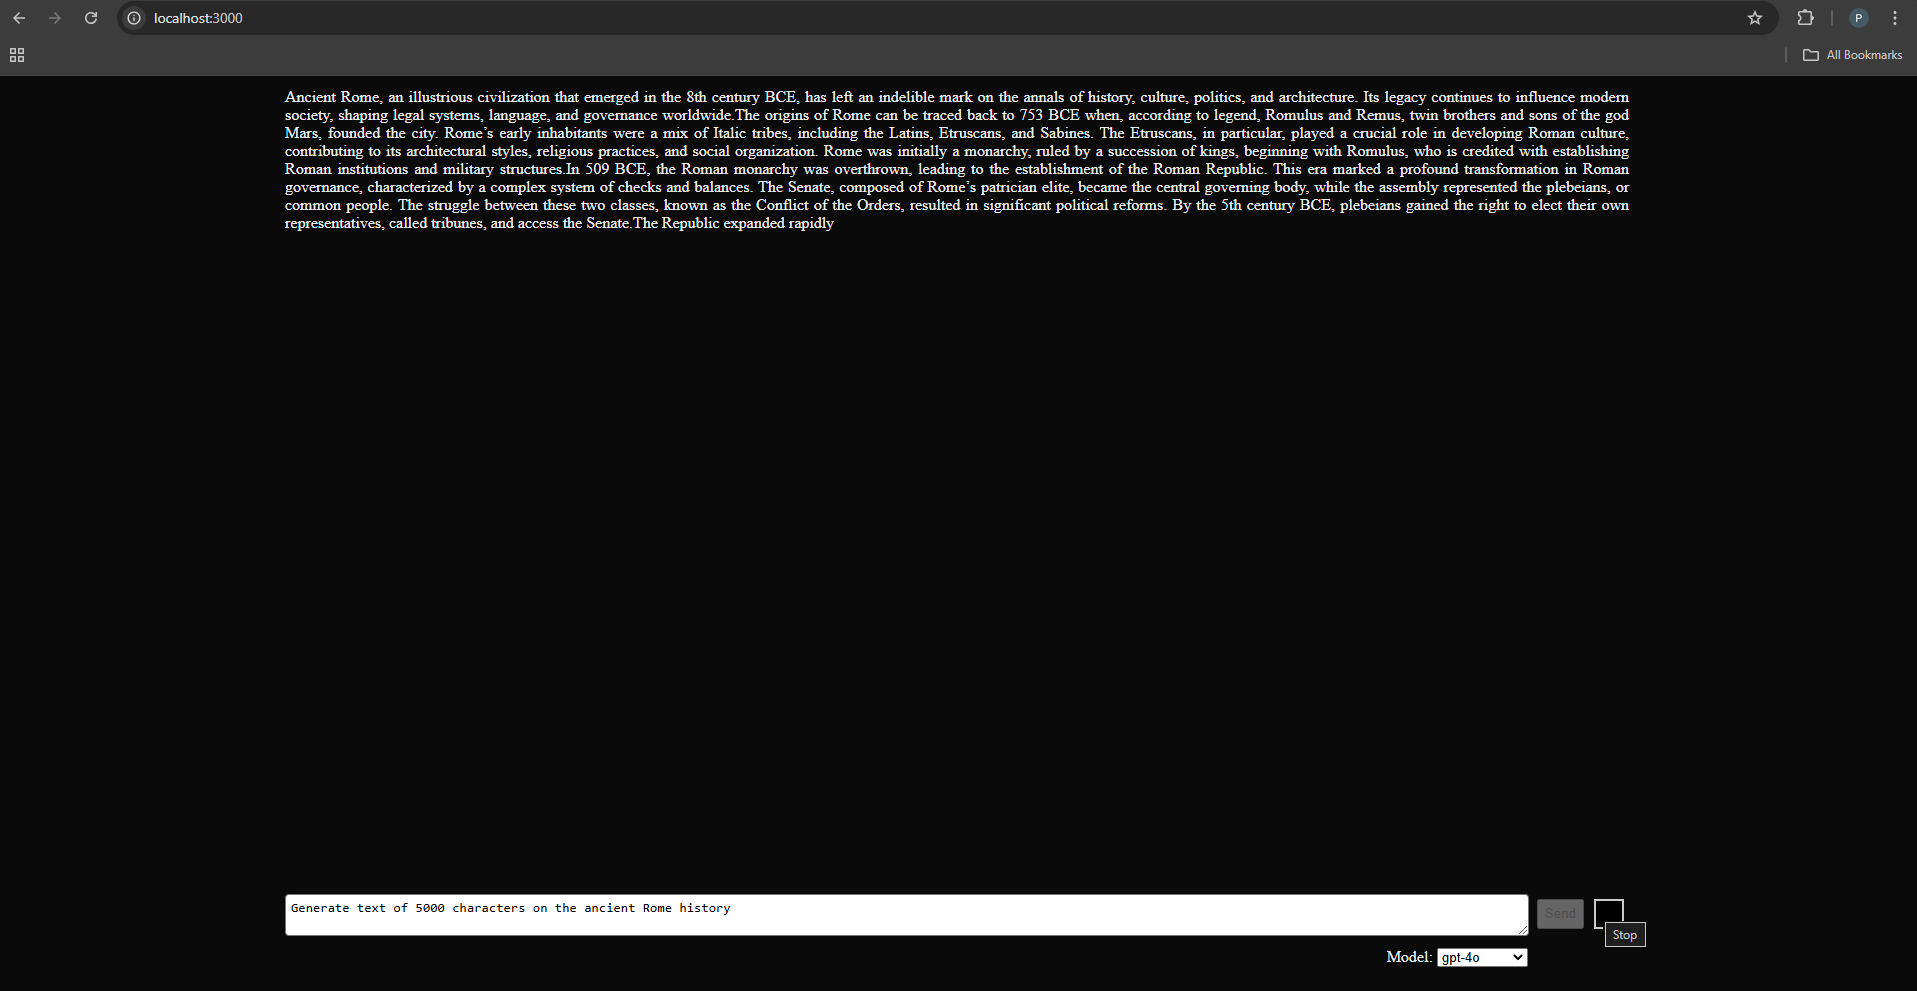 localhost:3000
P
All Bookmarks
Ancient Rome, an illustrious civilization that emerged in the 8th century BCE, has left an indelible mark on the annals of history, culture, politics, and architecture. Its legacy continues to influence modern
society, shaping legal systems, language, and governance worldwide.The origins of Rome can be traced back to 753 BCE when, according to legend, Romulus and Remus, twin brothers and sons of the god
Mars, founded the city. Rome’s early inhabitants were a mix of Italic tribes, including the Latins, Etruscans, and Sabines. The Etruscans, in particular, played a crucial role in developing Roman culture,
contributing to its architectural styles, religious practices, and social organization. Rome was initially a monarchy, ruled by a succession of kings, beginning with Romulus, who is credited with establishing
Roman institutions and military structures.In 509 BCE, the Roman monarchy was overthrown, leading to the establishment of the Roman Republic. This era marked a profound transformation in Roman
governance, characterized by a complex system of checks and balances. The Senate, composed of Rome’s patrician elite, became the central governing body, while the assembly represented the plebeians, or
common people. The struggle between these two classes, known as the Conflict of the Orders, resulted in significant political reforms. By the 5th century BCE, plebeians gained the right to elect their own
representatives, called tribunes, and access the Senate.The Republic expanded rapidly
Generate text of 5000 characters on the ancient Rome history
Send
Stop
Model: gpt-4o